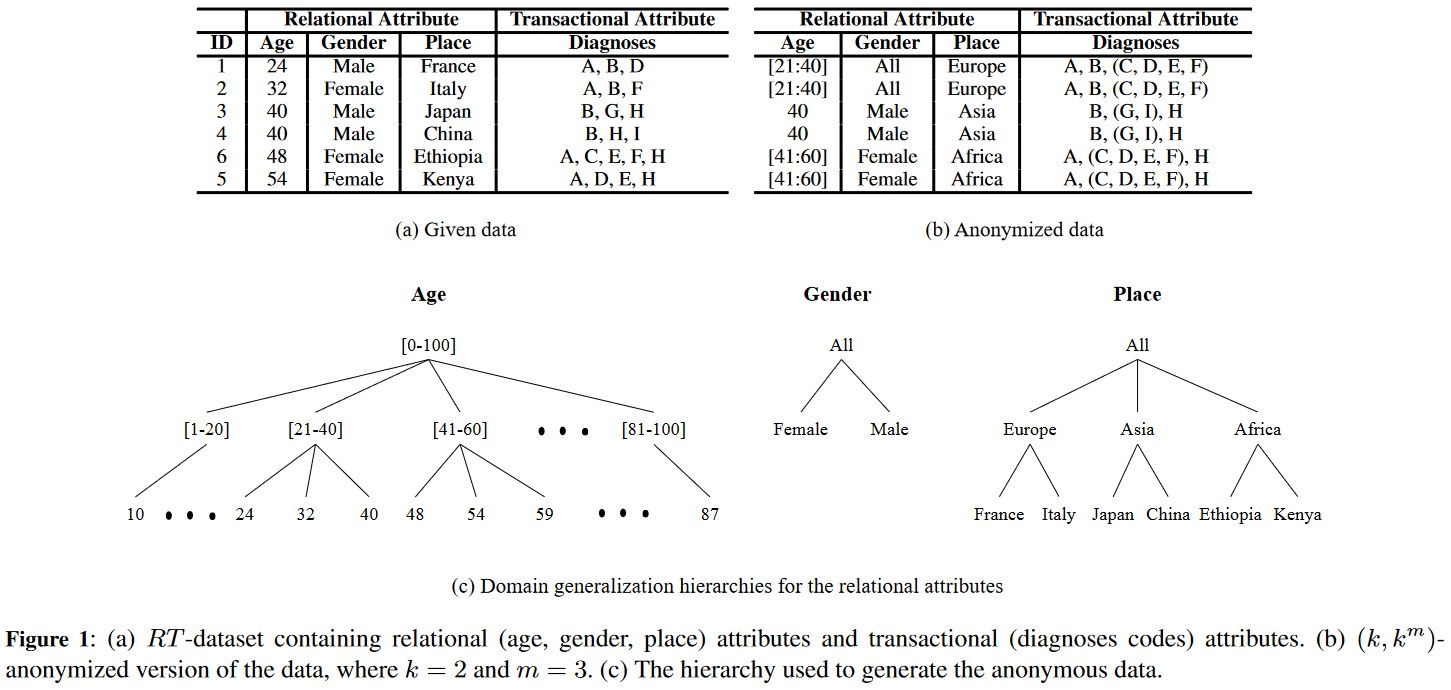 Relational Attribute Transactional Attribute
ID Age Gender Place Diagnoses
1 24 Male France A, B, D
2 32 Female Italy A, B, F
3 40 Male Japan B, G, H
4 40 Male China B, H, I
6 48 Female Ethiopia A, C, E, F, H
5 54 Female Kenya A, D, E, H
(a) Given data
Relational Attribute Transactional Attribute
Age Gender Place Diagnoses
[21:40] All Europe A, B, (C, D, E, F)
[21:40] All Europe A, B, (C, D, E, F)
40 Male Asia B, (G, I), H
40 Male Asia B, (G, I), H
[41:60] Female Africa A, (C, D, E, F), H
[41:60] Female Africa A, (C, D, E, F), H
(b) Anonymized data
Age
[0-100]
[1-20] [21-40] [41-60] [81-100]
10 24 32 40 48 54 59 87
Gender
All
Female Male
Place
All
Europe Asia Africa
France Italy Japan China Ethiopia Kenya
(c) Domain generalization hierarchies for the relational attributes
Figure 1: (a) RT-dataset containing relational (age, gender, place) attributes and transactional (diagnoses codes) attributes. (b) (k, k^m)-
anonymized version of the data, where k = 2 and m = 3. (c) The hierarchy used to generate the anonymous data.